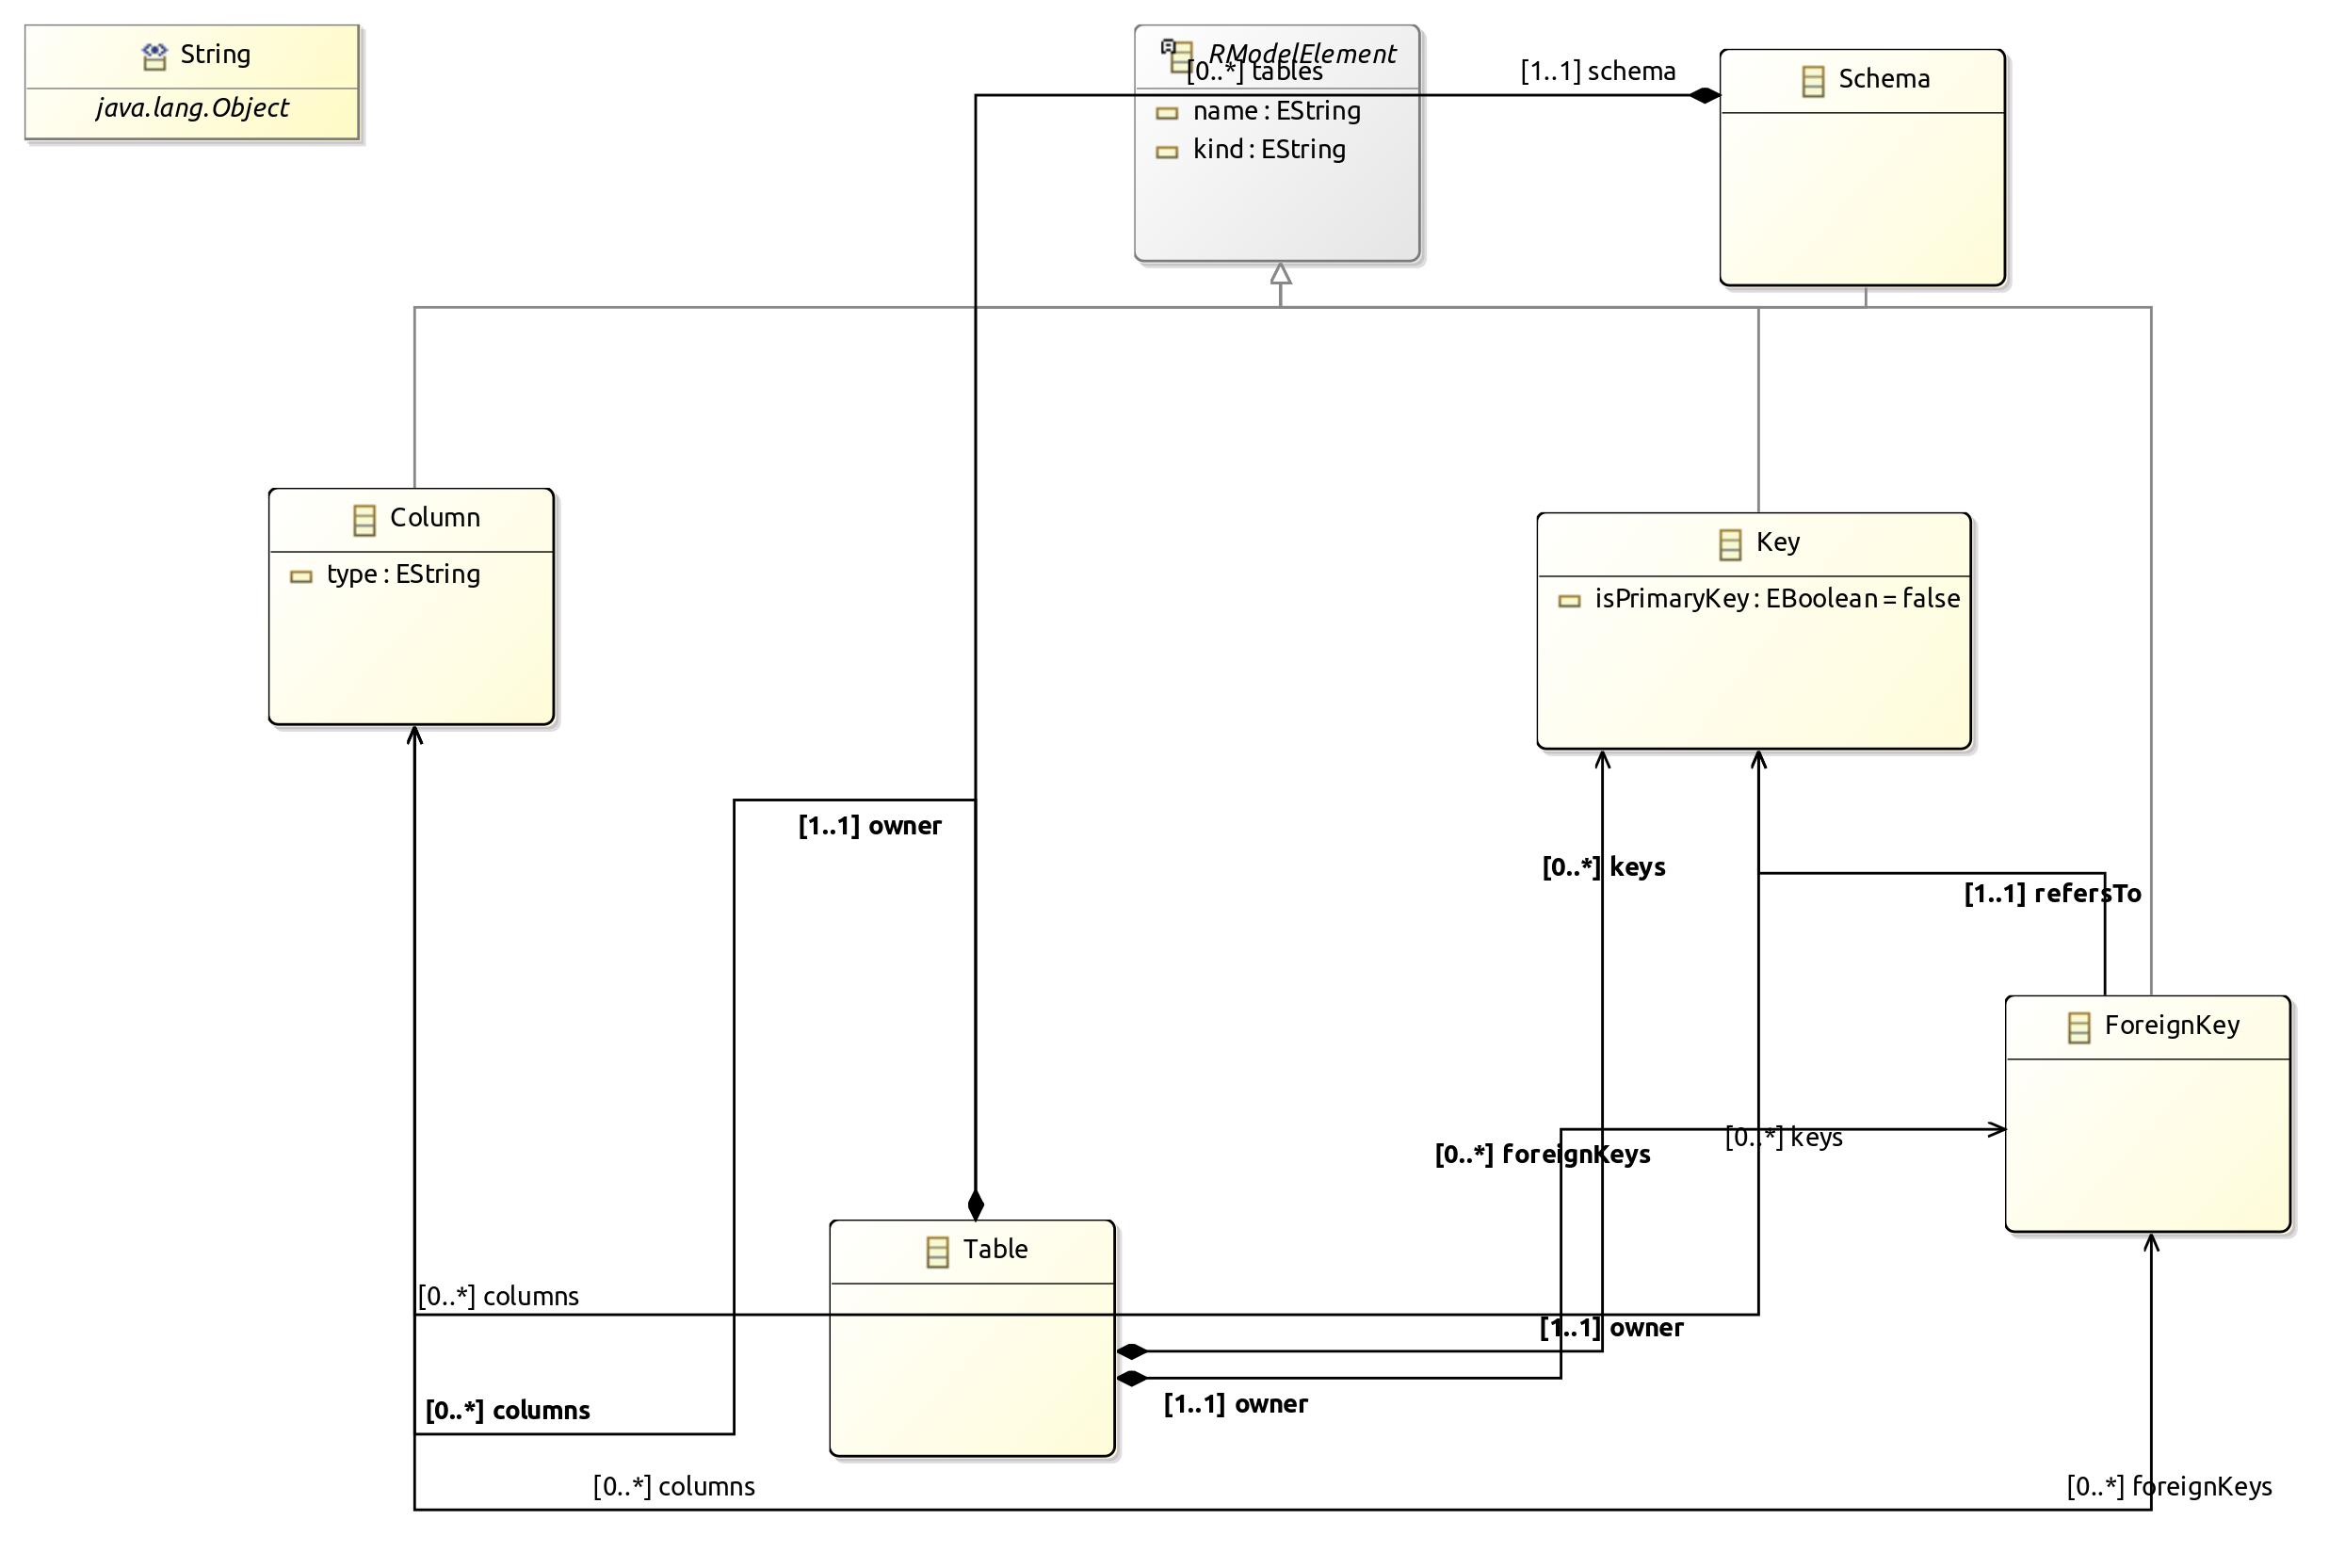 String
java.lang.Object
RModelElement
[0..*] tables
name : EString
kind : EString
[1..1] schema
Schema
Column
type : EString
Key
isPrimaryKey : EBoolean = false
[1..1] owner
[0..*] keys
[1..1] refersTo
ForeignKey
[0..*] keys
[0..*] foreignKeys
Table
[0..*] columns
[1..1] owner
[1..1] owner
[0..*] columns
[0..*] columns
[0..*] foreignKeys